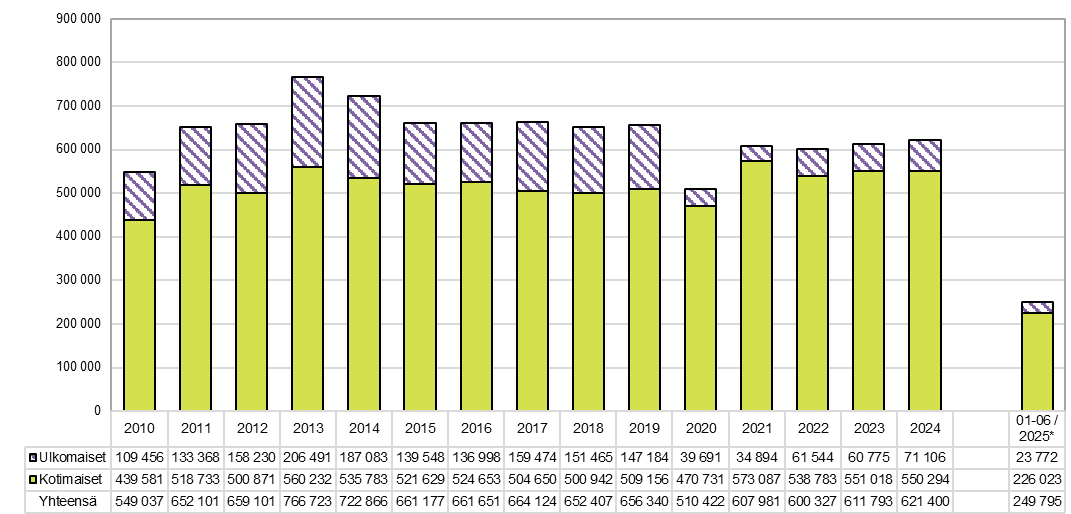 900 000
800 000
700 000
600 000
500 000
400 000
300 000
200 000
100 000
0
2010 2011 2012 2013 2014 2015 2016 2017 2018 2019 2020 2021 2022 2023 2024 01-06 / 2025*
Ulkomaiset 109 456 133 368 158 230 206 491 187 083 139 548 136 998 159 474 151 465 147 184 39 691 34 894 61 544 60 775 71 106 23 772
Kotimaiset 439 581 518 733 500 871 560 232 535 783 521 629 524 653 504 650 500 942 509 156 470 731 573 087 538 783 551 018 550 294 226 023
Yhteensä 549 037 652 101 659 101 766 723 722 866 661 177 661 651 664 124 652 407 656 340 510 422 607 981 600 327 611 793 621 400 249 795